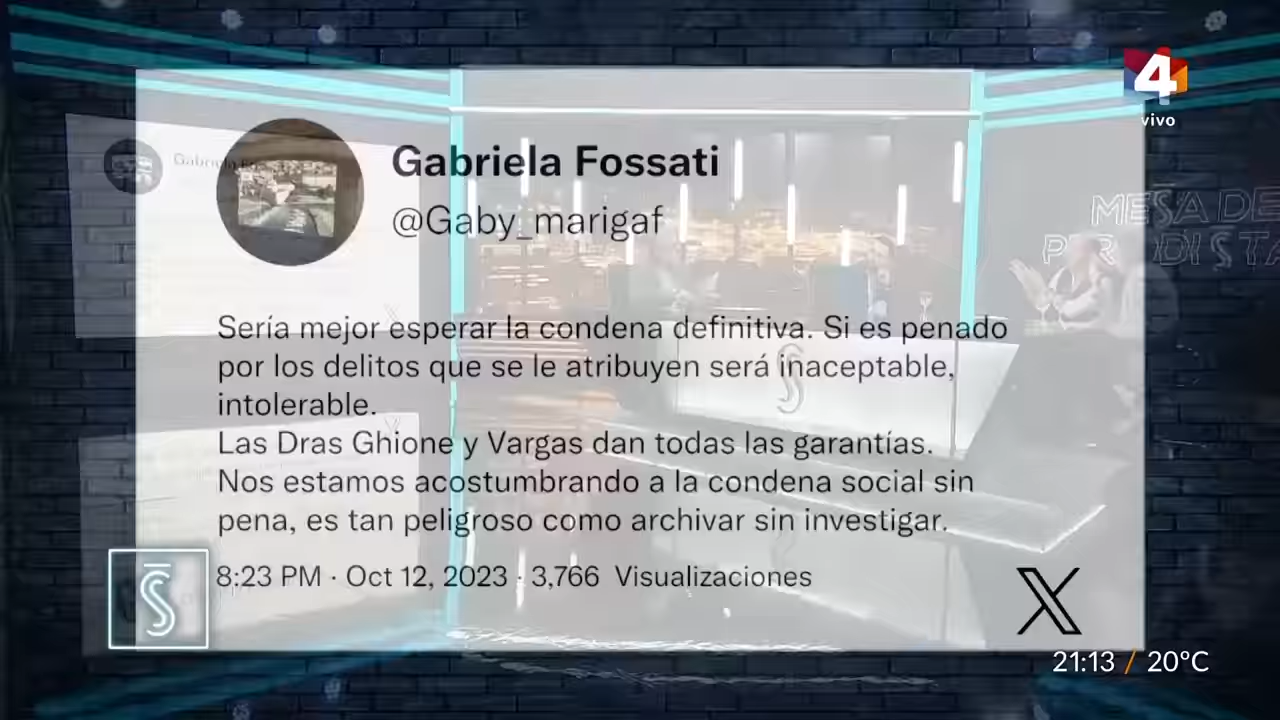 4
vivo
Gabriela Fossati
@Gaby_marigaf
MESA DE
PERIODISTA
Sería mejor esperar la condena definitiva. Si es penado
por los delitos que se le atribuyen será inaceptable,
intolerable.
Las Dras Ghione y Vargas dan todas las garantías.
Nos estamos acostumbrando a la condena social sin
pena, es tan peligroso como archivar sin investigar.
8:23 PM · Oct 12, 2023 · 3,766 Visualizaciones
X
21:13 / 20°C